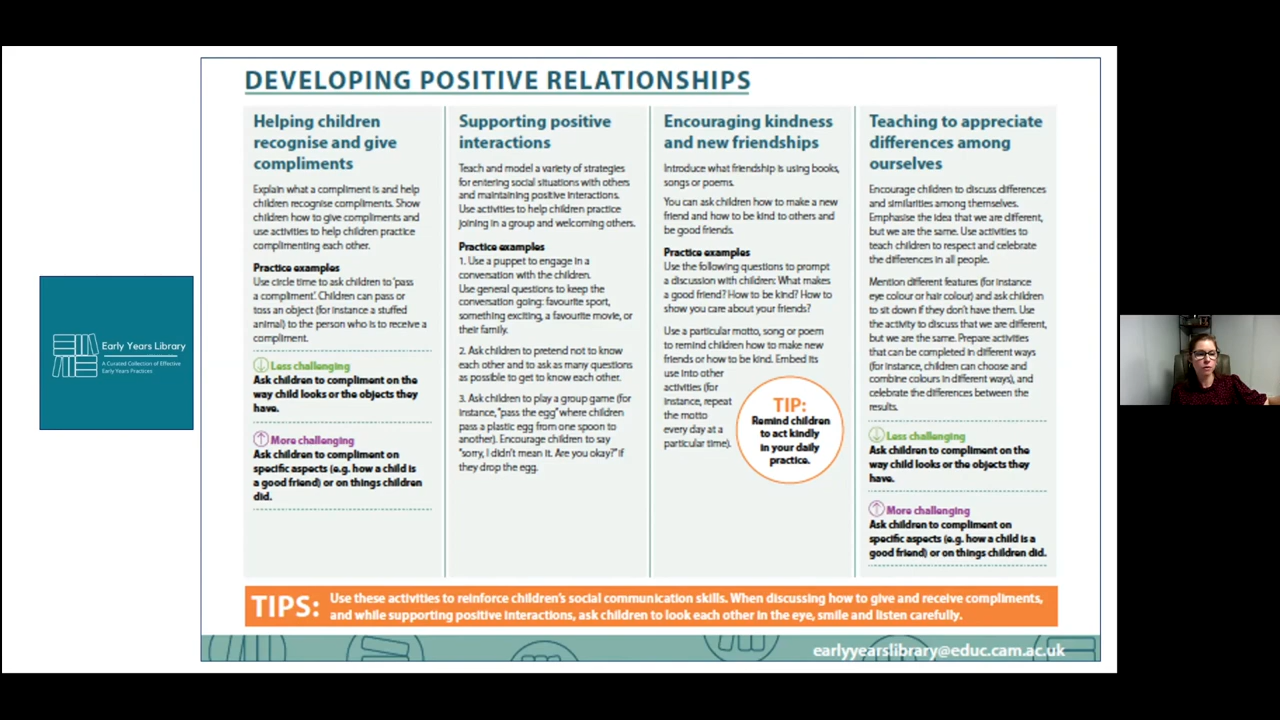 DEVELOPING POSITIVE RELATIONSHIPS
Helping children
recognise and give
compliments
Explain what a compliment is and help
children recognise compliments. Show
children how to give compliments and
use activities to help children practice
complimenting each other.
Practice examples
Use circle time to ask children to 'pass
a compliment'. Children can pass or
toss an object (for instance a stuffed
animal) to the person who is to receive a
compliment.
Less challenging
Ask children to compliment on the
way child looks or the objects they
have.
More challenging
Ask children to compliment on
specific aspects (e.g. how a child is
a good friend) or on things children
did.
Supporting positive
interactions
Teach and model a variety of strategies
for entering social situations with others
and maintaining positive interactions.
Use activities to help children practice
joining in a group and welcoming others.
Practice examples
1. Use a puppet to engage in a
conversation with the children.
Use general questions to keep the
conversation going: favourite sport,
something exciting, a favourite movie, or
their family.
2. Ask children to pretend not to know
each other and to ask as many questions
as possible to get to know each other.
3. Ask children to play a group game (for
instance, "pass the egg" where children
pass a plastic egg from one spoon to
another). Encourage children to say
"sorry, I didn't mean it. Are you okay?" if
they drop the egg.
Encouraging kindness
and new friendships
Introduce what friendship is using books,
songs or poems.
You can ask children how to make a new
friend and how to be kind to others and
be good friends.
Practice examples
Use the following questions to prompt
a discussion with children: What makes
a good friend? How to be kind? How to
show you care about your friends?
Use a particular motto, song or poem
to remind children how to make new
friends or how to be kind. Embed its
use into other
activities (for
instance, repeat
the motto
every day at a
particular time).
TIP:
Remind children
to act kindly
in your daily
practice.
Teaching to appreciate
differences among
ourselves
Encourage children to discuss differences
and similarities among themselves.
Emphasise the idea that we are different,
but we are the same. Use activities to
teach children to respect and celebrate
the differences in all people.
Mention different features (for instance
eye colour or hair colour) and ask children
to sit down if they don't have them. Use
the activity to discuss that we are different,
but we are the same. Prepare activities
that can be completed in different ways
(for instance, children can choose and
combine colours in different ways), and
celebrate the differences between the
results.
Less challenging
Ask children to compliment on the
way child looks or the objects they
have.
More challenging
Ask children to compliment on
specific aspects (e.g. how a child is a
good friend) or on things children did.
TIPS:
Use these activities to reinforce children's social communication skills. When discussing how to give and receive compliments,
and while supporting positive interactions, ask children to look each other in the eye, smile and listen carefully.
earlyyearslibrary@educ.cam.ac.uk
Early Years Library
A Curated Collection of Effective
Early Years Practices